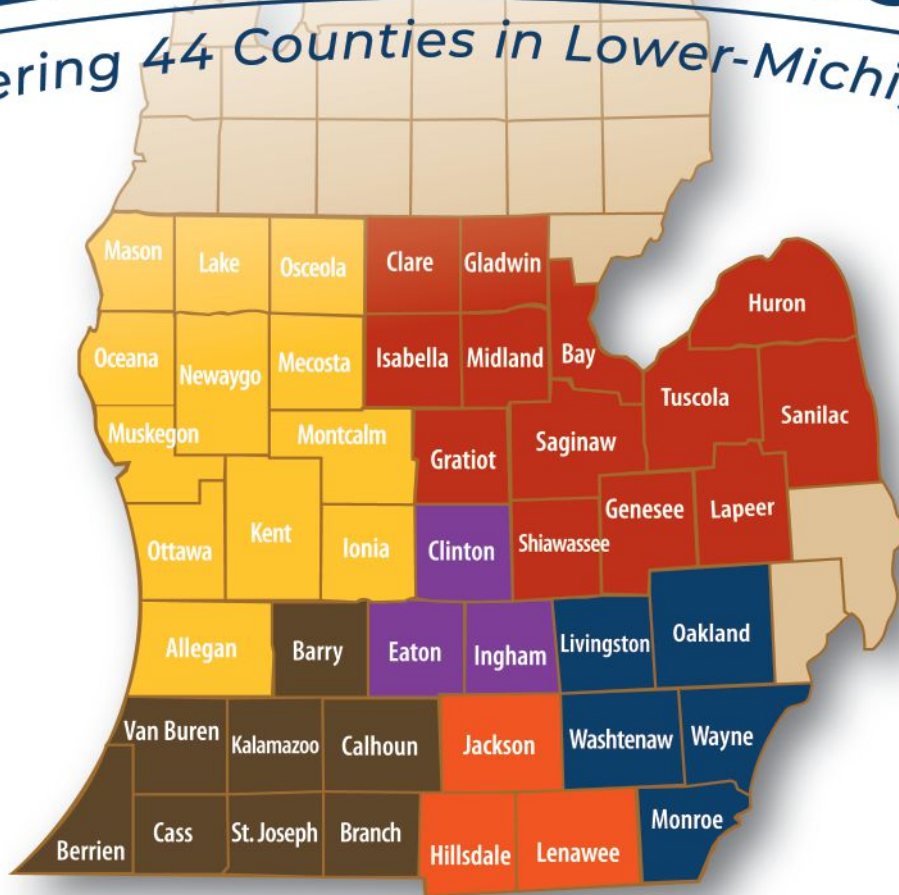 ering 44 Counties in Lower-Michi
Mason
Lake
Osceola
Clare
Gladwin
Huron
Oceana
Newaygo
Mecosta
Isabella
Midland
Bay
Tuscola
Sanilac
Muskegon
Montcalm
Gratiot
Saginaw
Genesee
Lapeer
Ottawa
Kent
Ionia
Clinton
Shiawassee
Allegan
Barry
Eaton
Ingham
Livingston
Oakland
Van Buren
Kalamazoo
Calhoun
Jackson
Washtenaw
Wayne
Berrien
Cass
St. Joseph
Branch
Hillsdale
Lenawee
Monroe